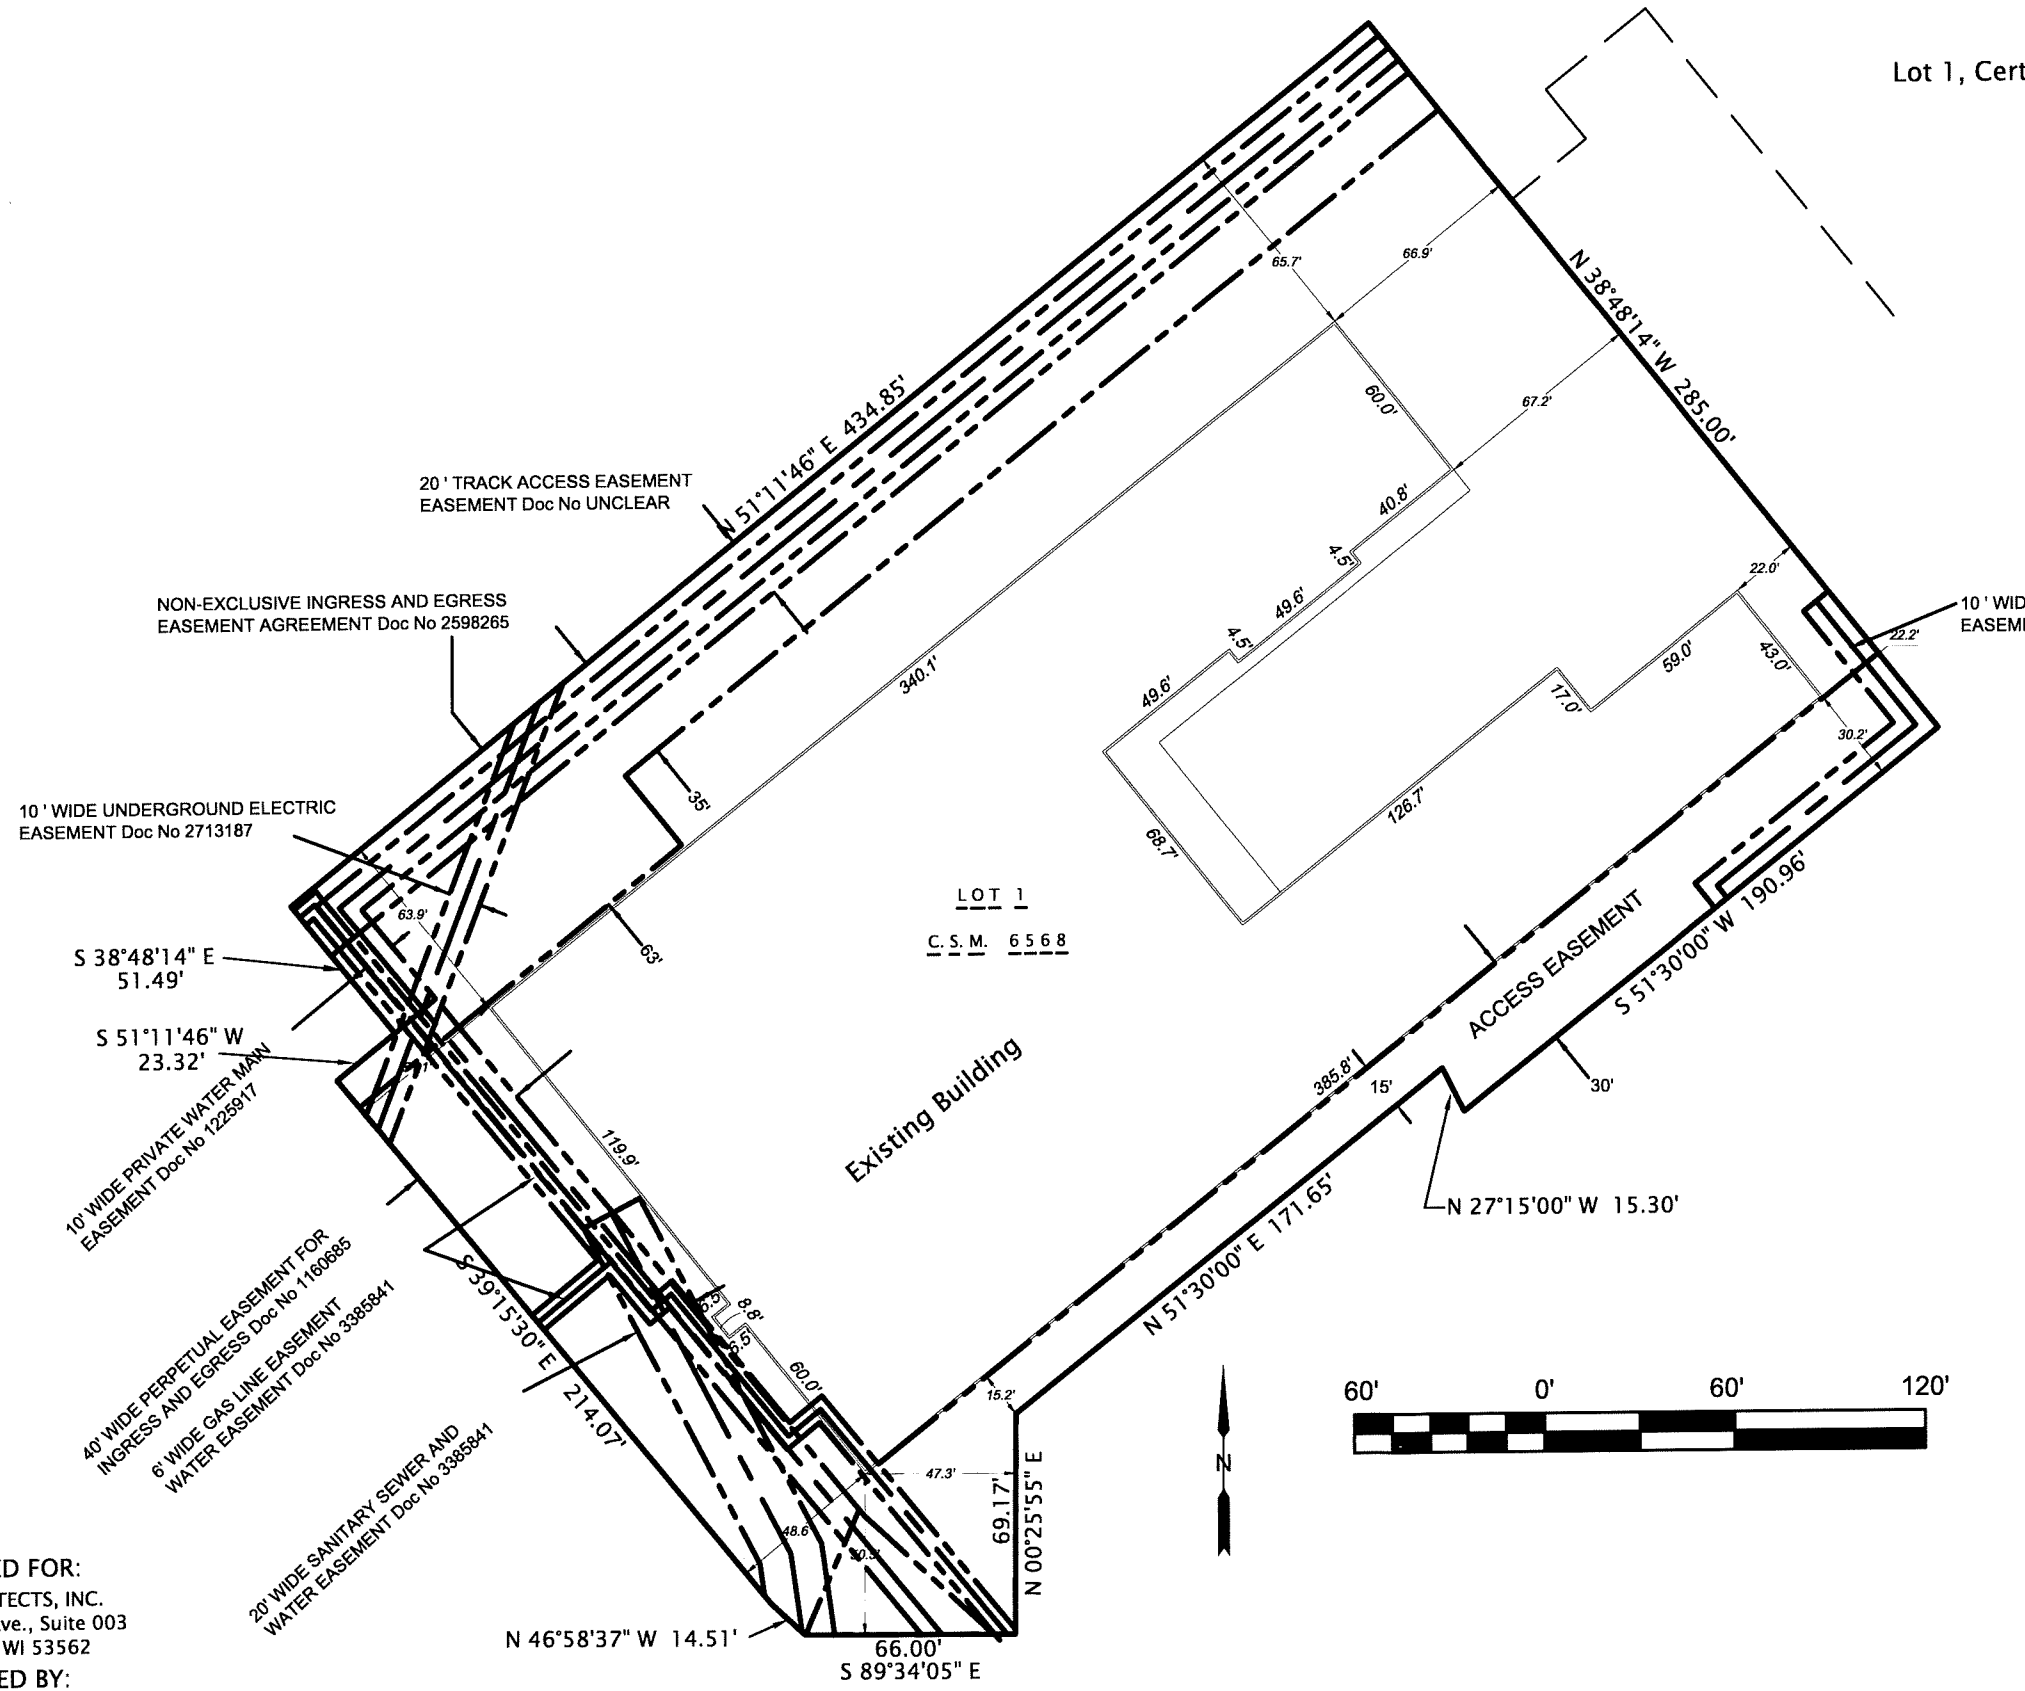 Lot 1, Cert
N 51°11'46" E 434.85'
65.7'
66.9'
N 38°48'14" W 285.00'
67.2'
60.0'
20 ' TRACK ACCESS EASEMENT
EASEMENT Doc No UNCLEAR
40.8'
4.5'
49.6'
4.5'
49.6'
22.0'
NON-EXCLUSIVE INGRESS AND EGRESS
EASEMENT AGREEMENT Doc No 2598265
10 ' WID
EASEM
22.2'
340.1'
59.0'
43.0'
17.0'
30.2'
35'
10 ' WIDE UNDERGROUND ELECTRIC
EASEMENT Doc No 2713187
126.7'
68.7'
63.9'
LOT 1
C.S.M. 6568
63'
S 38°48'14" E
51.49'
S 51°11'46" W
23.32'
ACCESS EASEMENT
S 51°30'00" W 190.96'
10' WIDE PRIVATE WATER MAIN
EASEMENT Doc No 1225917
Existing Building
385.8'
15'
30'
119.9'
N 27°15'00" W 15.30'
N 51°30'00" E 171.65'
40' WIDE PERPETUAL EASEMENT FOR
INGRESS AND EGRESS Doc No 1160685
6' WIDE GAS LINE EASEMENT
WATER EASEMENT Doc No 3385841
S 39°15'30" E 214.07'
6.5'
8.8'
6.5'
60.0'
15.2'
60' 0' 60' 120'
N
20' WIDE SANITARY SEWER AND
WATER EASEMENT Doc No 3385841
47.3'
69.17'
N 00°25'55" E
48.6'
N 46°58'37" W 14.51'
66.00'
S 89°34'05" E
ED FOR:
TECTS, INC.
ve., Suite 003
WI 53562
ED BY: